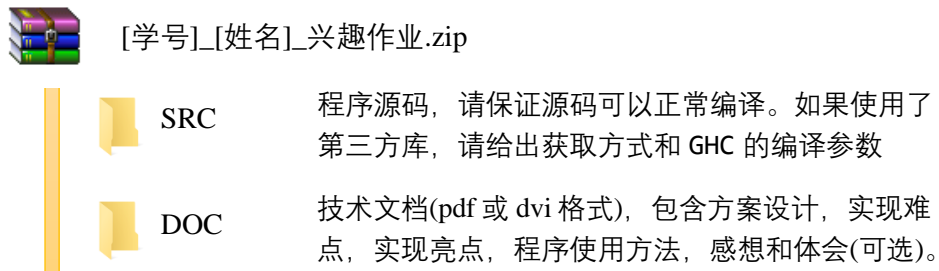 [学号]_[姓名]_兴趣作业.zip
SRC
程序源码，请保证源码可以正常编译。如果使用了
第三方库，请给出获取方式和 GHC 的编译参数
DOC
技术文档(pdf 或 dvi 格式)，包含方案设计，实现难
点，实现亮点，程序使用方法，感想和体会(可选)。